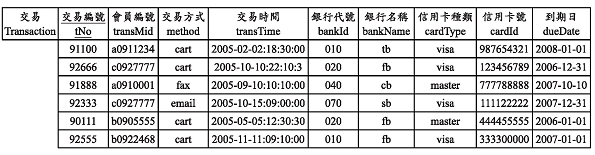 交易 交易編號 會員編號 交易方式 交易時間 銀行代號 銀行名稱 信用卡種類 信用卡號 到期日
Transaction tNo transMid method transTime bankId bankName cardType cardId dueDate
91100 a0911234 cart 2005-02-02:18:30:00 010 tb visa 987654321 2008-01-01
92666 c0927777 cart 2005-10-10:22:10:3 020 fb visa 123456789 2006-12-31
91888 a0910001 fax 2005-09-10:10:10:00 040 cb master 777788888 2007-10-10
92333 c0927777 email 2005-10-15:09:00:00 070 sb visa 111122222 2007-12-31
90111 b0905555 cart 2005-05-05:12:30:30 020 fb master 444455555 2006-01-01
92555 b0922468 cart 2005-11-11:09:10:00 010 fb visa 333300000 2007-01-01